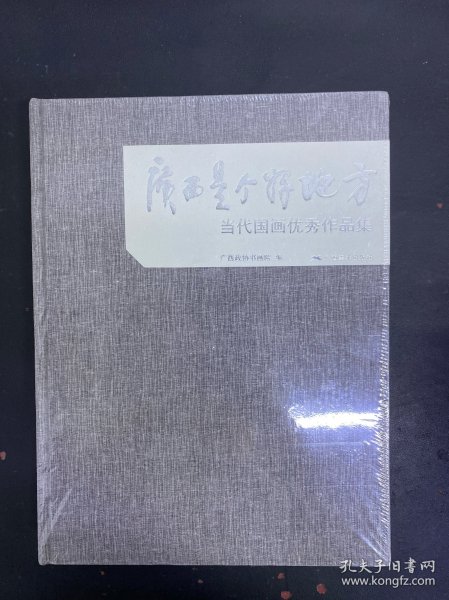 广西是个好地方
当代国画优秀作品集
广西政协书画院 编
孔夫子旧书网
www.kongfz.com